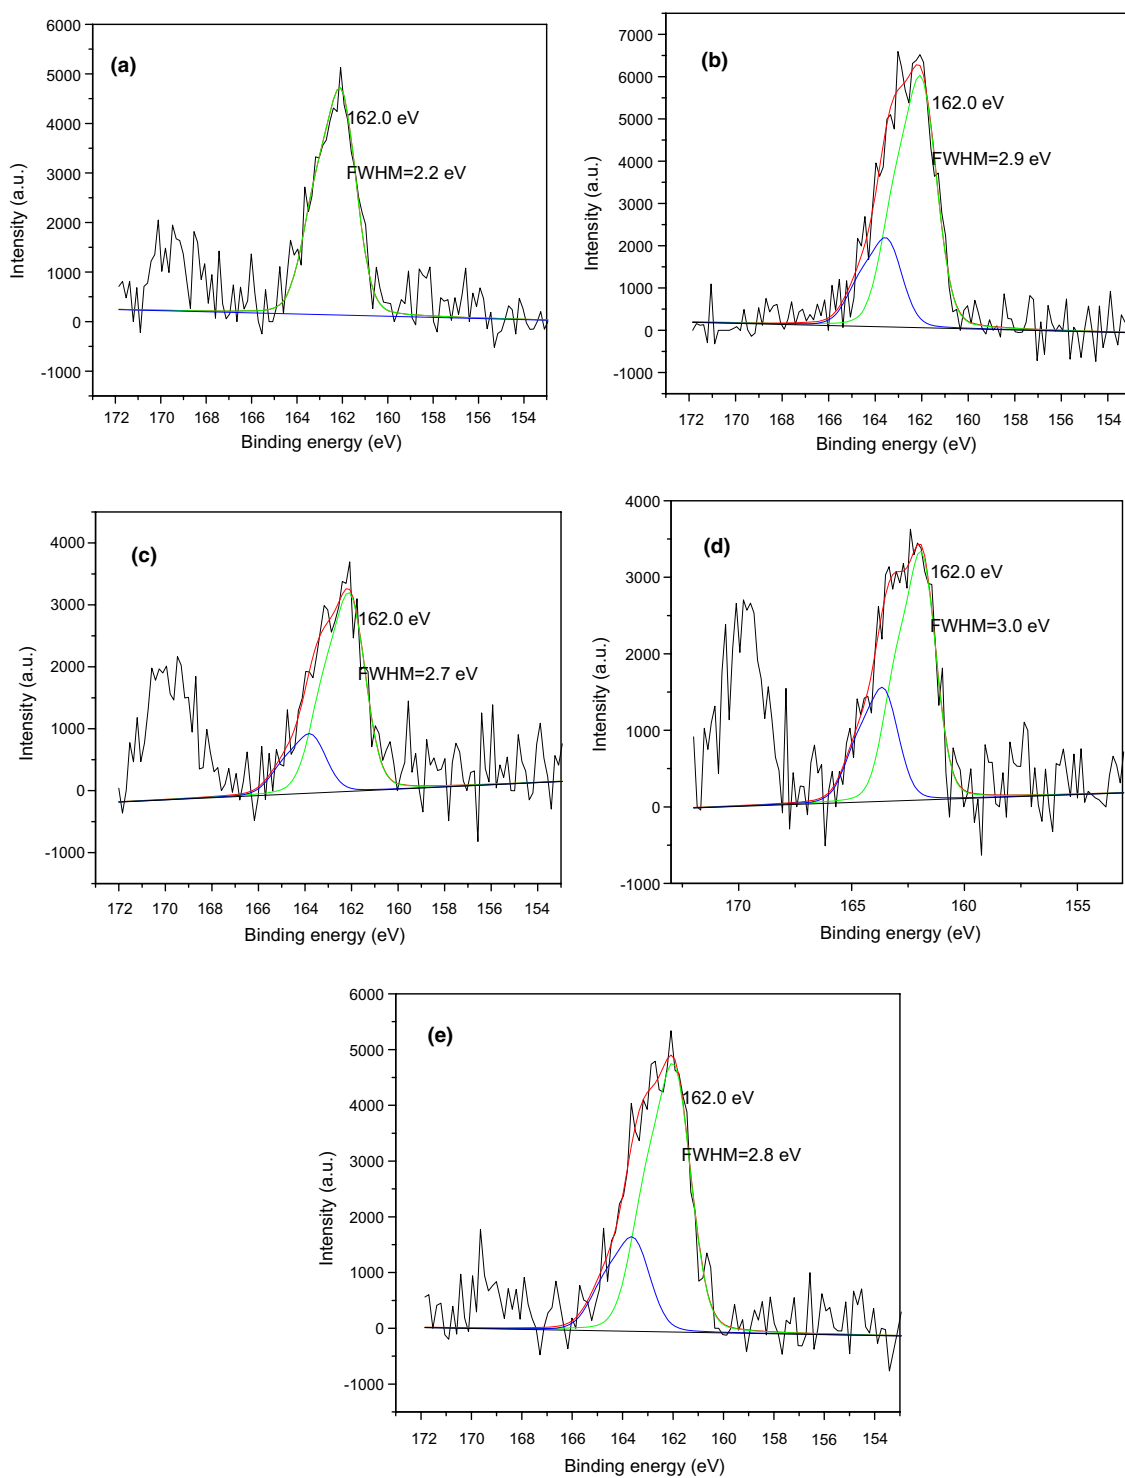 (a)
162.0 eV
FWHM=2.2 eV
Intensity (a.u.)
6000
5000
4000
3000
2000
1000
0
-1000
172 170 168 166 164 162 160 158 156 154
Binding energy (eV)
(b)
162.0 eV
FWHM=2.9 eV
Intensity (a.u.)
7000
6000
5000
4000
3000
2000
1000
0
-1000
172 170 168 166 164 162 160 158 156 154
Binding energy (eV)
(c)
162.0 eV
FWHM=2.7 eV
Intensity (a.u.)
4000
3000
2000
1000
0
-1000
172 170 168 166 164 162 160 158 156 154
Binding energy (eV)
(d)
162.0 eV
FWHM=3.0 eV
Intensity (a.u.)
4000
3000
2000
1000
0
-1000
170 165 160 155
Binding energy (eV)
(e)
162.0 eV
FWHM=2.8 eV
Intensity (a.u.)
6000
5000
4000
3000
2000
1000
0
-1000
172 170 168 166 164 162 160 158 156 154
Binding energy (eV)